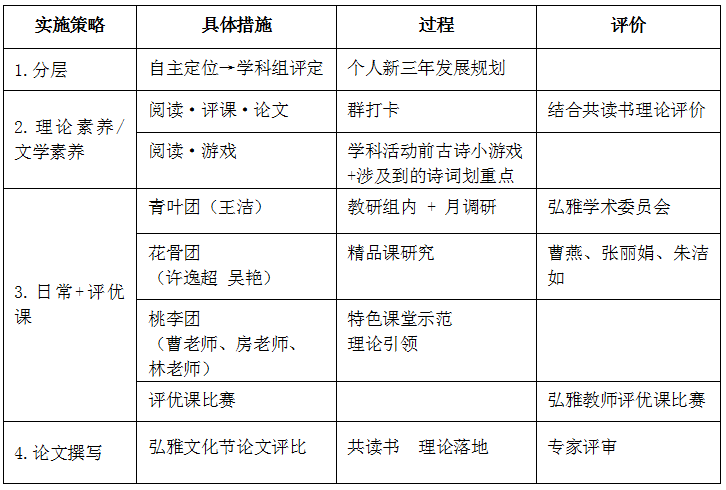 实施策略 具体措施 过程 评价
1.分层 自主定位→学科组评定 个人新三年发展规划
2.理论素养/文学素养 阅读·评课·论文 群打卡 结合共读书理论评价
阅读·游戏 学科活动前古诗小游戏
+涉及到的诗词划重点
3.日常+评优课 青叶团（王洁） 教研组内 + 月调研 弘雅学术委员会
花骨团
（许逸超 吴艳） 精品课研究 曹燕、张丽娟、朱洁如
桃李团
（曹老师、房老师、
林老师） 特色课堂示范
理论引领
评优课比赛 弘雅教师评优课比赛
4.论文撰写 弘雅文化节论文评比 共读书 理论落地 专家评审